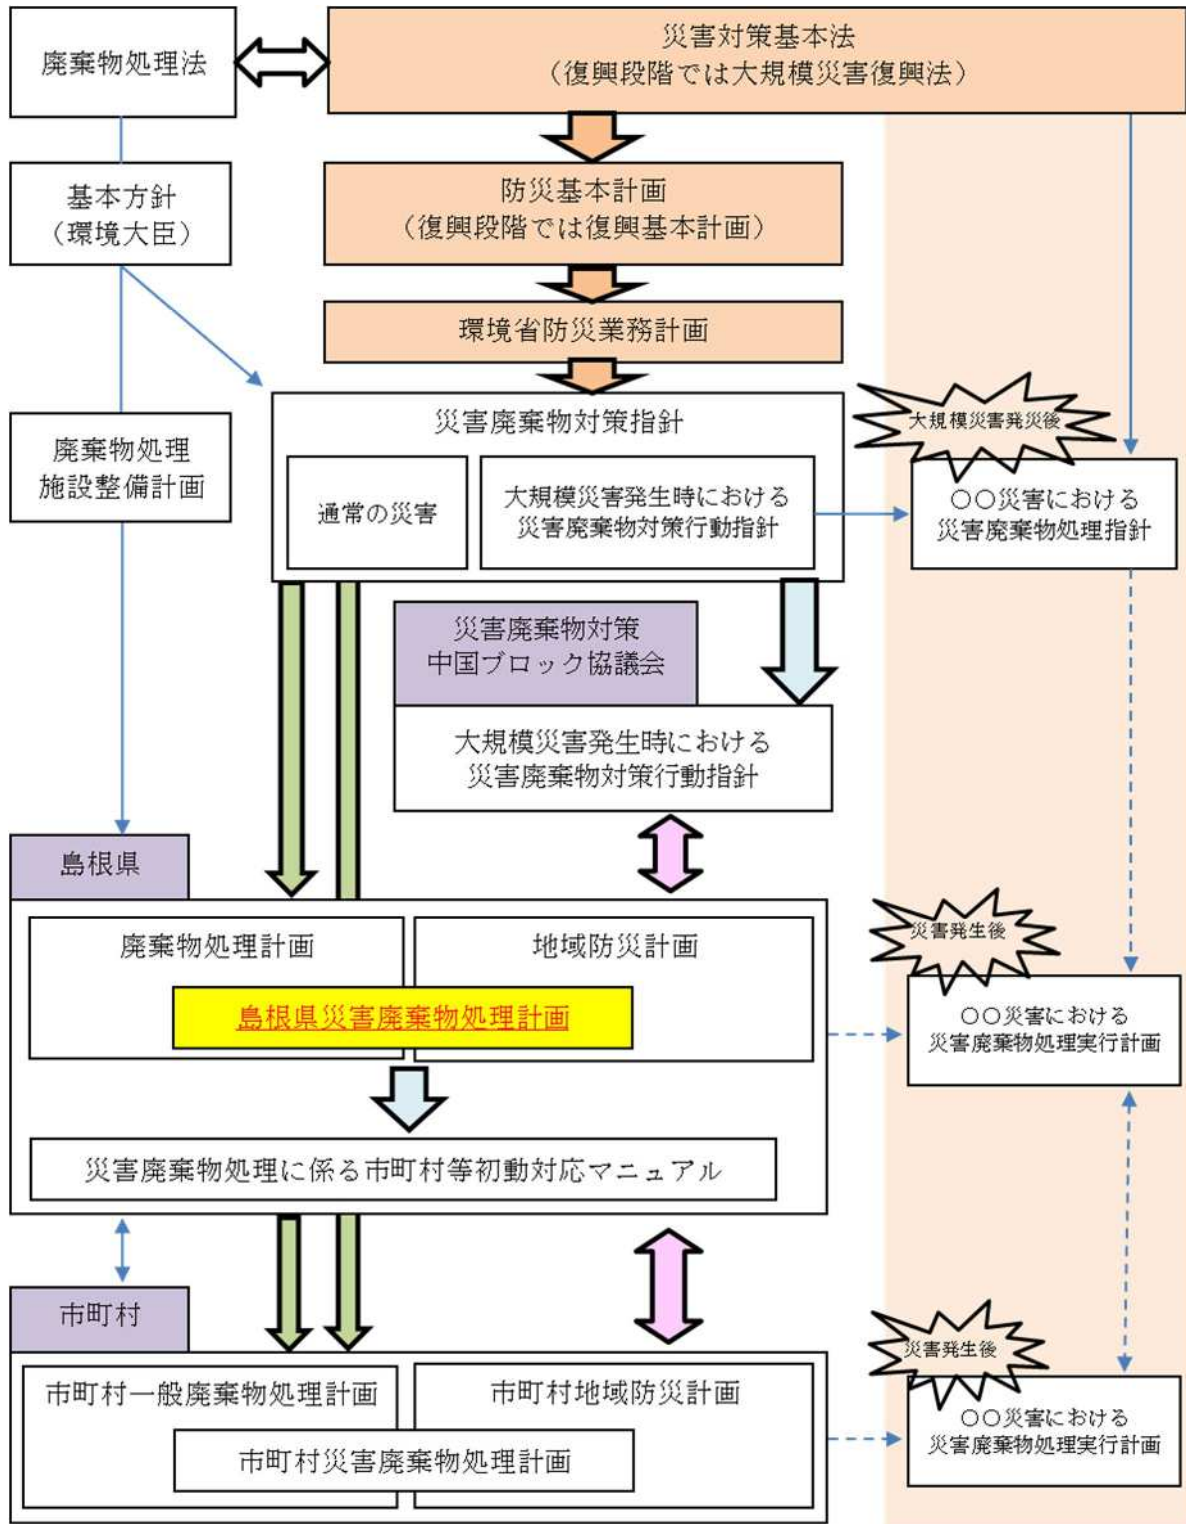 廃棄物処理法
災害対策基本法
(復興段階では大規模災害復興法)
基本方針
(環境大臣)
防災基本計画
(復興段階では復興基本計画)
環境省防災業務計画
廃棄物処理
施設整備計画
災害廃棄物対策指針
通常の災害
大規模災害発生時における
災害廃棄物対策行動指針
大規模災害発災後
〇〇災害における
災害廃棄物処理指針
災害廃棄物対策
中国ブロック協議会
大規模災害発生時における
災害廃棄物対策行動指針
島根県
廃棄物処理計画
地域防災計画
島根県災害廃棄物処理計画
災害廃棄物処理に係る市町村等初動対応マニュアル
災害発生後
〇〇災害における
災害廃棄物処理実行計画
市町村
市町村一般廃棄物処理計画
市町村地域防災計画
市町村災害廃棄物処理計画
災害発生後
〇〇災害における
災害廃棄物処理実行計画